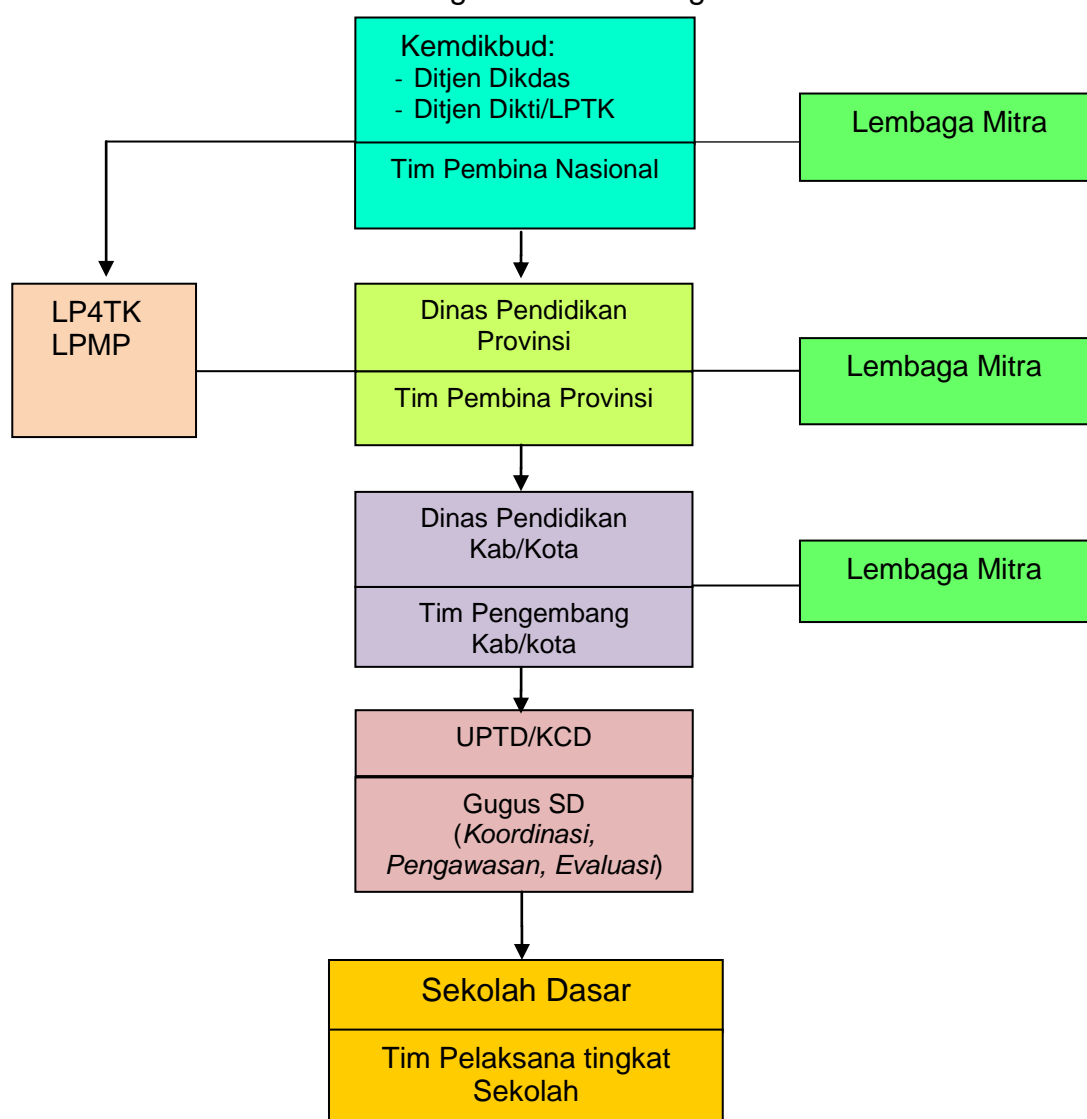 Kemdikbud:
- Ditjen Dikdas
- Ditjen Dikti/LPTK
Tim Pembina Nasional
Lembaga Mitra
LP4TK
LPMP
Dinas Pendidikan
Provinsi
Tim Pembina Provinsi
Lembaga Mitra
Dinas Pendidikan
Kab/Kota
Tim Pengembang
Kab/kota
Lembaga Mitra
UPTD/KCD
Gugus SD
(Koordinasi,
Pengawasan, Evaluasi)
Sekolah Dasar
Tim Pelaksana tingkat
Sekolah